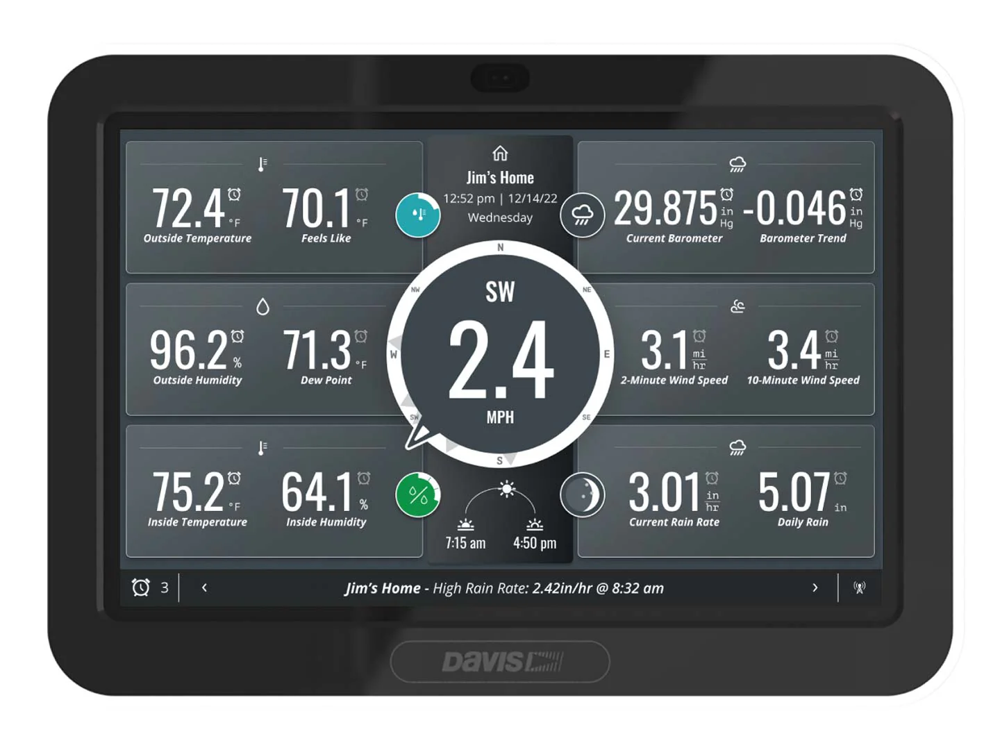 72.4 °F
Outside Temperature
70.1 °F
Feels Like
Jim's Home
12:52 pm | 12/14/22
Wednesday
29.875 in Hg
Current Barometer
-0.046 in Hg
Barometer Trend
96.2 %
Outside Humidity
71.3 °F
Dew Point
N
NE
E
SE
S
SW
W
NW
SW
2.4
MPH
3.1 mi hr
2-Minute Wind Speed
3.4 mi hr
10-Minute Wind Speed
75.2 °F
Inside Temperature
64.1 %
Inside Humidity
7:15 am
4:50 pm
3.01 in hr
Current Rain Rate
5.07 in
Daily Rain
3
Jim's Home - High Rain Rate: 2.42in/hr @ 8:32 am
DAVIS